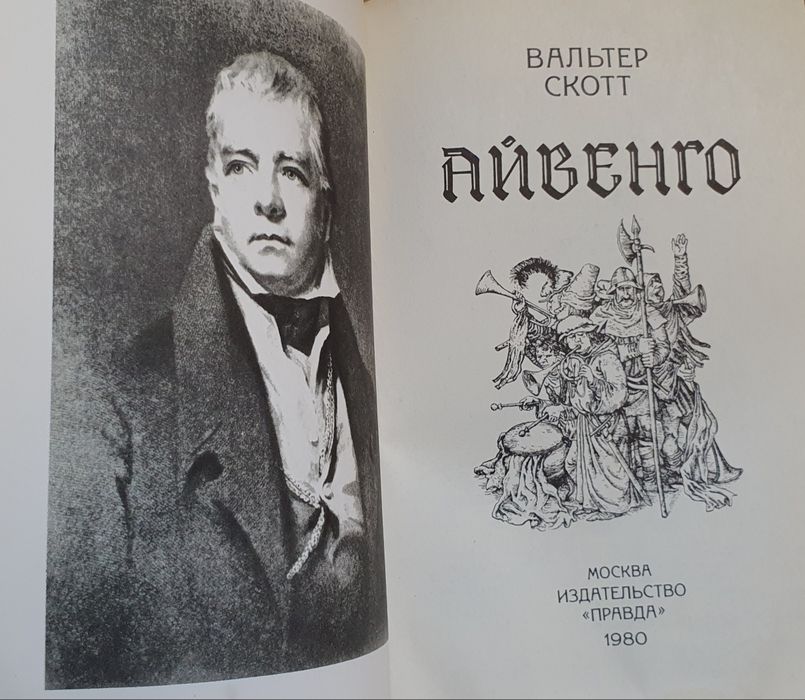 ВАЛЬТЕР
СКОТТ
АЙВЕНГО
МОСКВА
ИЗДАТЕЛЬСТВО
«ПРАВДА»
1980